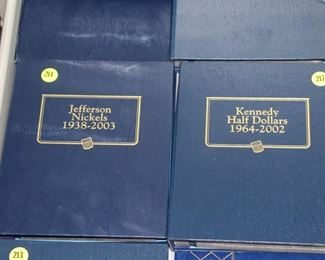 214
Jefferson
Nickels
1938-2003
Kennedy
Half Dollars
1964-2002
213